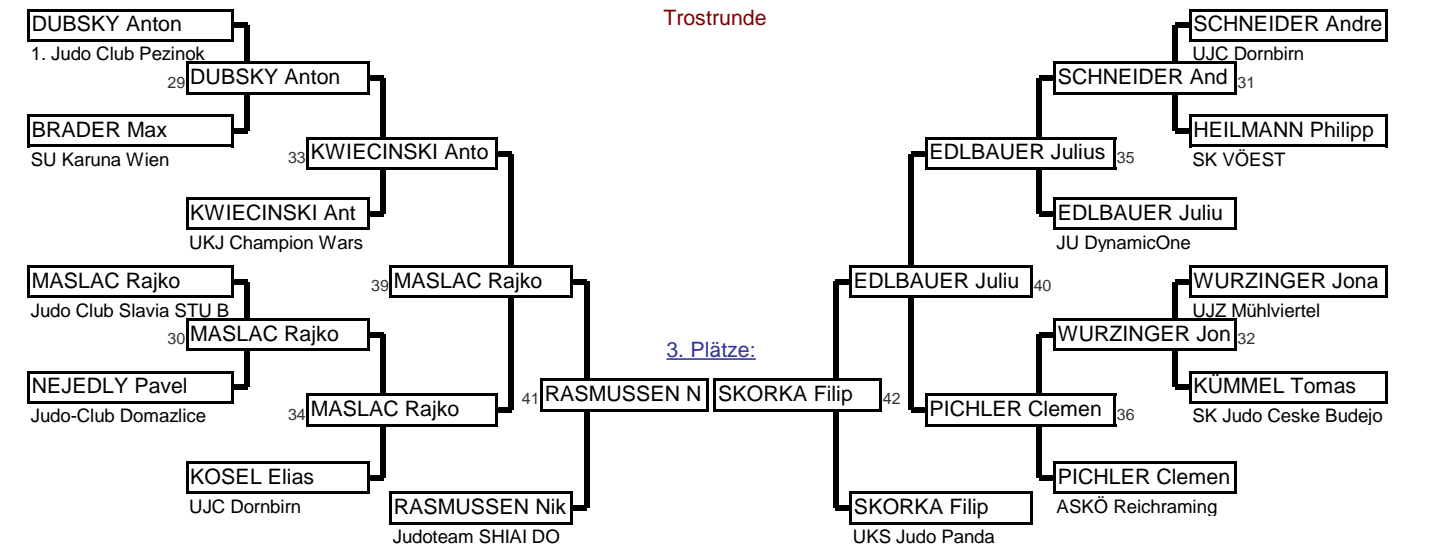 Trostrunde
DUBSKY Anton
1. Judo Club Pezinok
29 DUBSKY Anton
BRADER Max
SU Karuna Wien
33 KWIECINSKI Anto
KWIECINSKI Ant
UKJ Champion Wars
MASLAC Rajko
Judo Club Slavia STU B
30 MASLAC Rajko
NEJEDLY Pavel
Judo-Club Domazlice
39 MASLAC Rajko
34 MASLAC Rajko
KOSEL Elias
UJC Dornbirn
3. Plätze:
41 RASMUSSEN N
RASMUSSEN Nik
Judoteam SHIAI DO
SCHNEIDER Andre
UJC Dornbirn
SCHNEIDER And 31
HEILMANN Philipp
SK VÖEST
EDLBAUER Julius 35
EDLBAUER Juliu
JU DynamicOne
EDLBAUER Juliu 40
WURZINGER Jona
UJZ Mühlviertel
WURZINGER Jon 32
KÜMMEL Tomas
SK Judo Ceske Budejo
SKORKA Filip 42
PICHLER Clemen 36
PICHLER Clemen
ASKÖ Reichraming
SKORKA Filip
UKS Judo Panda